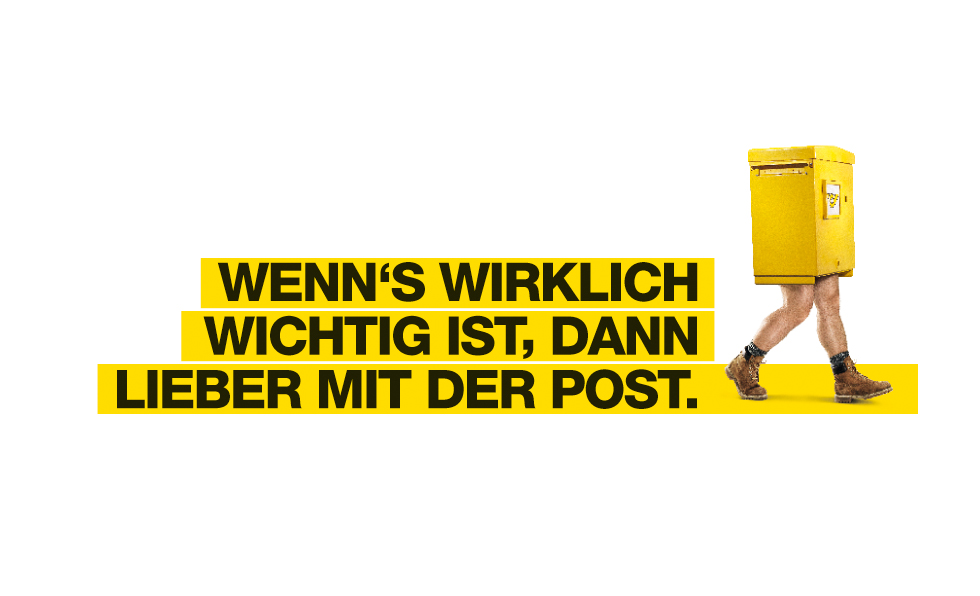 WENN‘S WIRKLICH
WICHTIG IST, DANN
LIEBER MIT DER POST.